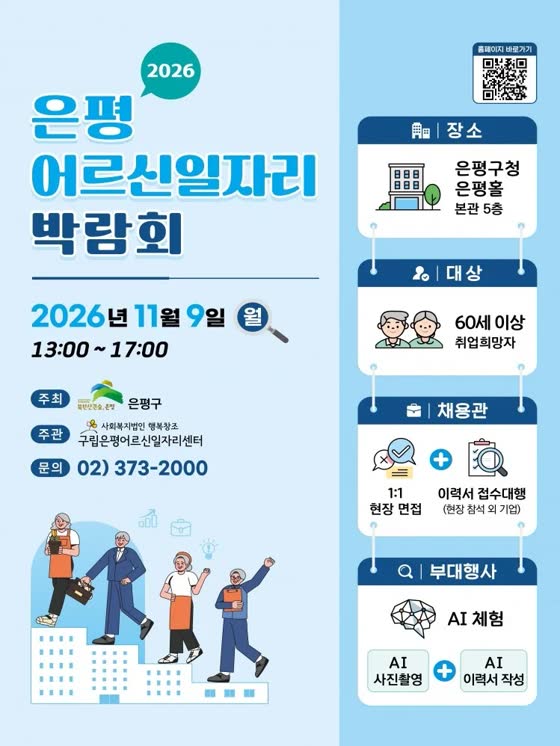 2026
은평
어르신일자리
박람회
2026년 11월 9일 월
13:00 ~ 17:00
주최 북한산 큰숲, 은평 은평구
주관 사회복지법인 행복창조
구립은평어르신일자리센터
문의 02) 373-2000
홈페이지 바로가기
장소
은평구청
은평홀
본관 5층
대상
60세 이상
취업희망자
채용관
1:1
현장 면접
이력서 접수대행
(현장 참석 외 기업)
부대행사
AI 체험
AI
사진촬영
AI
이력서 작성